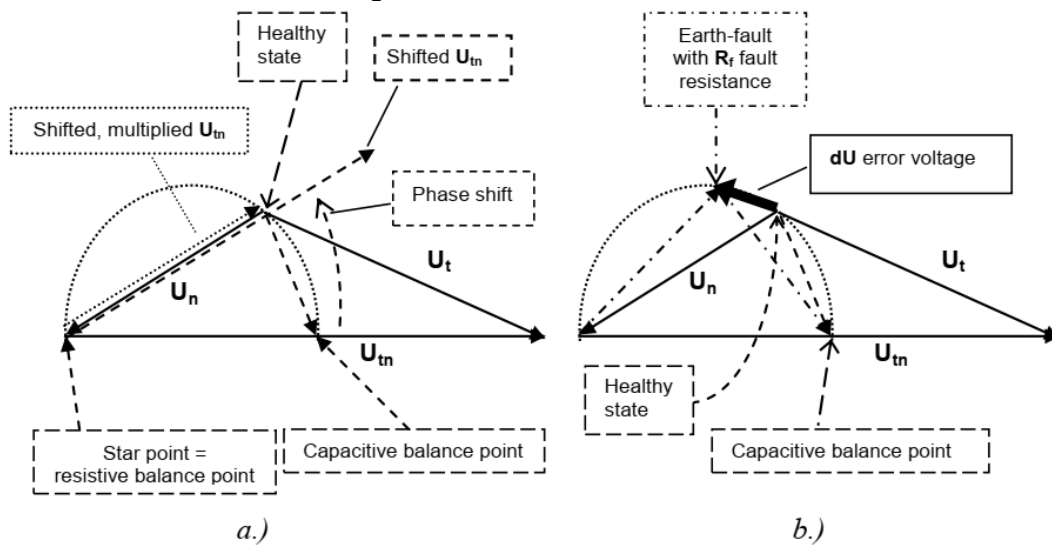 Healthy
state
Shifted Utn
Shifted, multiplied Utn
Phase shift
Ut
Un
Utn
Star point =
resistive balance point
Capacitive balance point
a.)
Earth-fault
with Rf fault
resistance
dU error voltage
Ut
Un
Utn
Healthy
state
Capacitive balance point
b.)